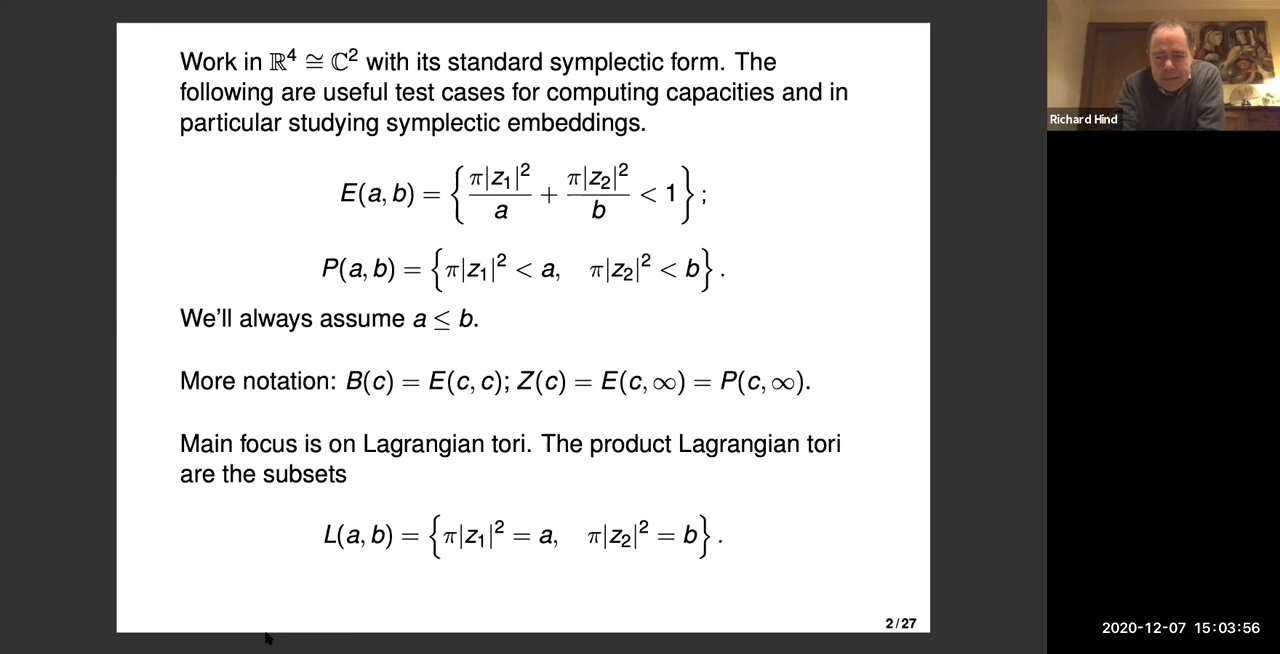 Work in ℝ⁴ ≅ ℂ² with its standard symplectic form. The
following are useful test cases for computing capacities and in
particular studying symplectic embeddings.
E(a, b) = { π|z₁|²/a + π|z₂|²/b < 1 } ;
P(a, b) = { π|z₁|² < a, π|z₂|² < b } .
We'll always assume a ≤ b.
More notation: B(c) = E(c, c); Z(c) = E(c, ∞) = P(c, ∞).
Main focus is on Lagrangian tori. The product Lagrangian tori
are the subsets
L(a, b) = { π|z₁|² = a, π|z₂|² = b } .
2 / 27
Richard Hind
2020-12-07 15:03:56